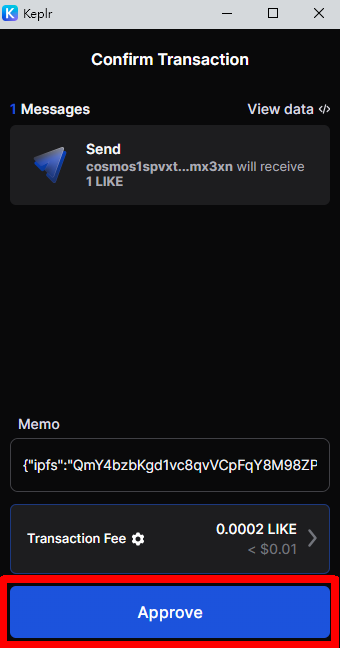 Keplr
Confirm Transaction
1 Messages
View data </>
Send
cosmos1spvxt...mx3xn will receive
1 LIKE
Memo
{"ipfs":"QmY4bzbKgd1vc8qvVCpFqY8M98ZP
Transaction Fee
0.0002 LIKE
< $0.01
Approve